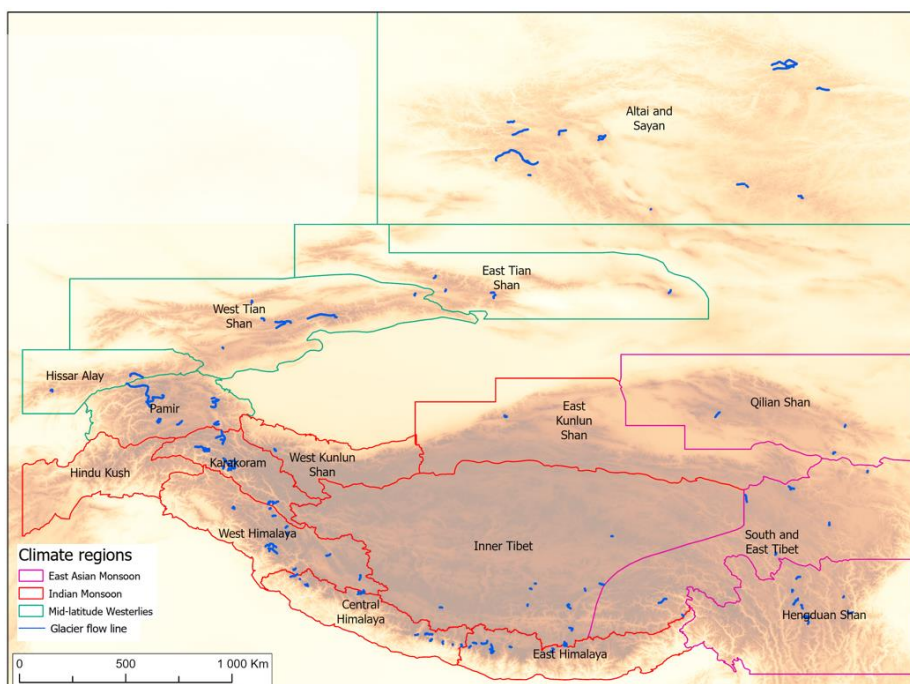 Altai and
Sayan
East Tian
Shan
West Tian
Shan
Hissar Alay
Pamir
Qilian Shan
East
Kunlun
Shan
Hindu Kush
Karakoram
West Kunlun
Shan
West Himalaya
Inner Tibet
South and
East Tibet
Central
Himalaya
Hengduan Shan
East Himalaya
Climate regions
East Asian Monsoon
Indian Monsoon
Mid-latitude Westerlies
Glacier flow line
0 500 1 000 Km